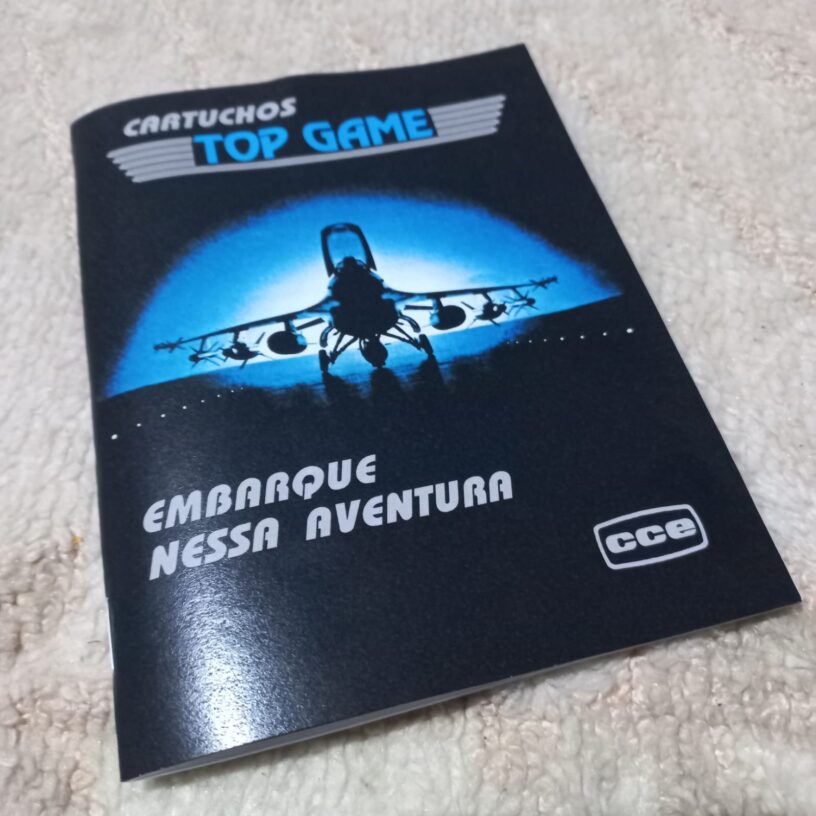 CARTUCHOS
TOP GAME
EMBARQUE
NESSA AVENTURA
cce